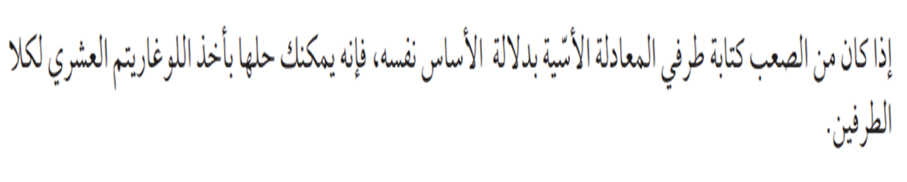 إذا كان من الصعب كتابة طرفي المعادلة الأسّية بدلالة الأساس نفسه، فإنه يمكنك حلها بأخذ اللوغاريتم العشري لكلا
الطرفين.